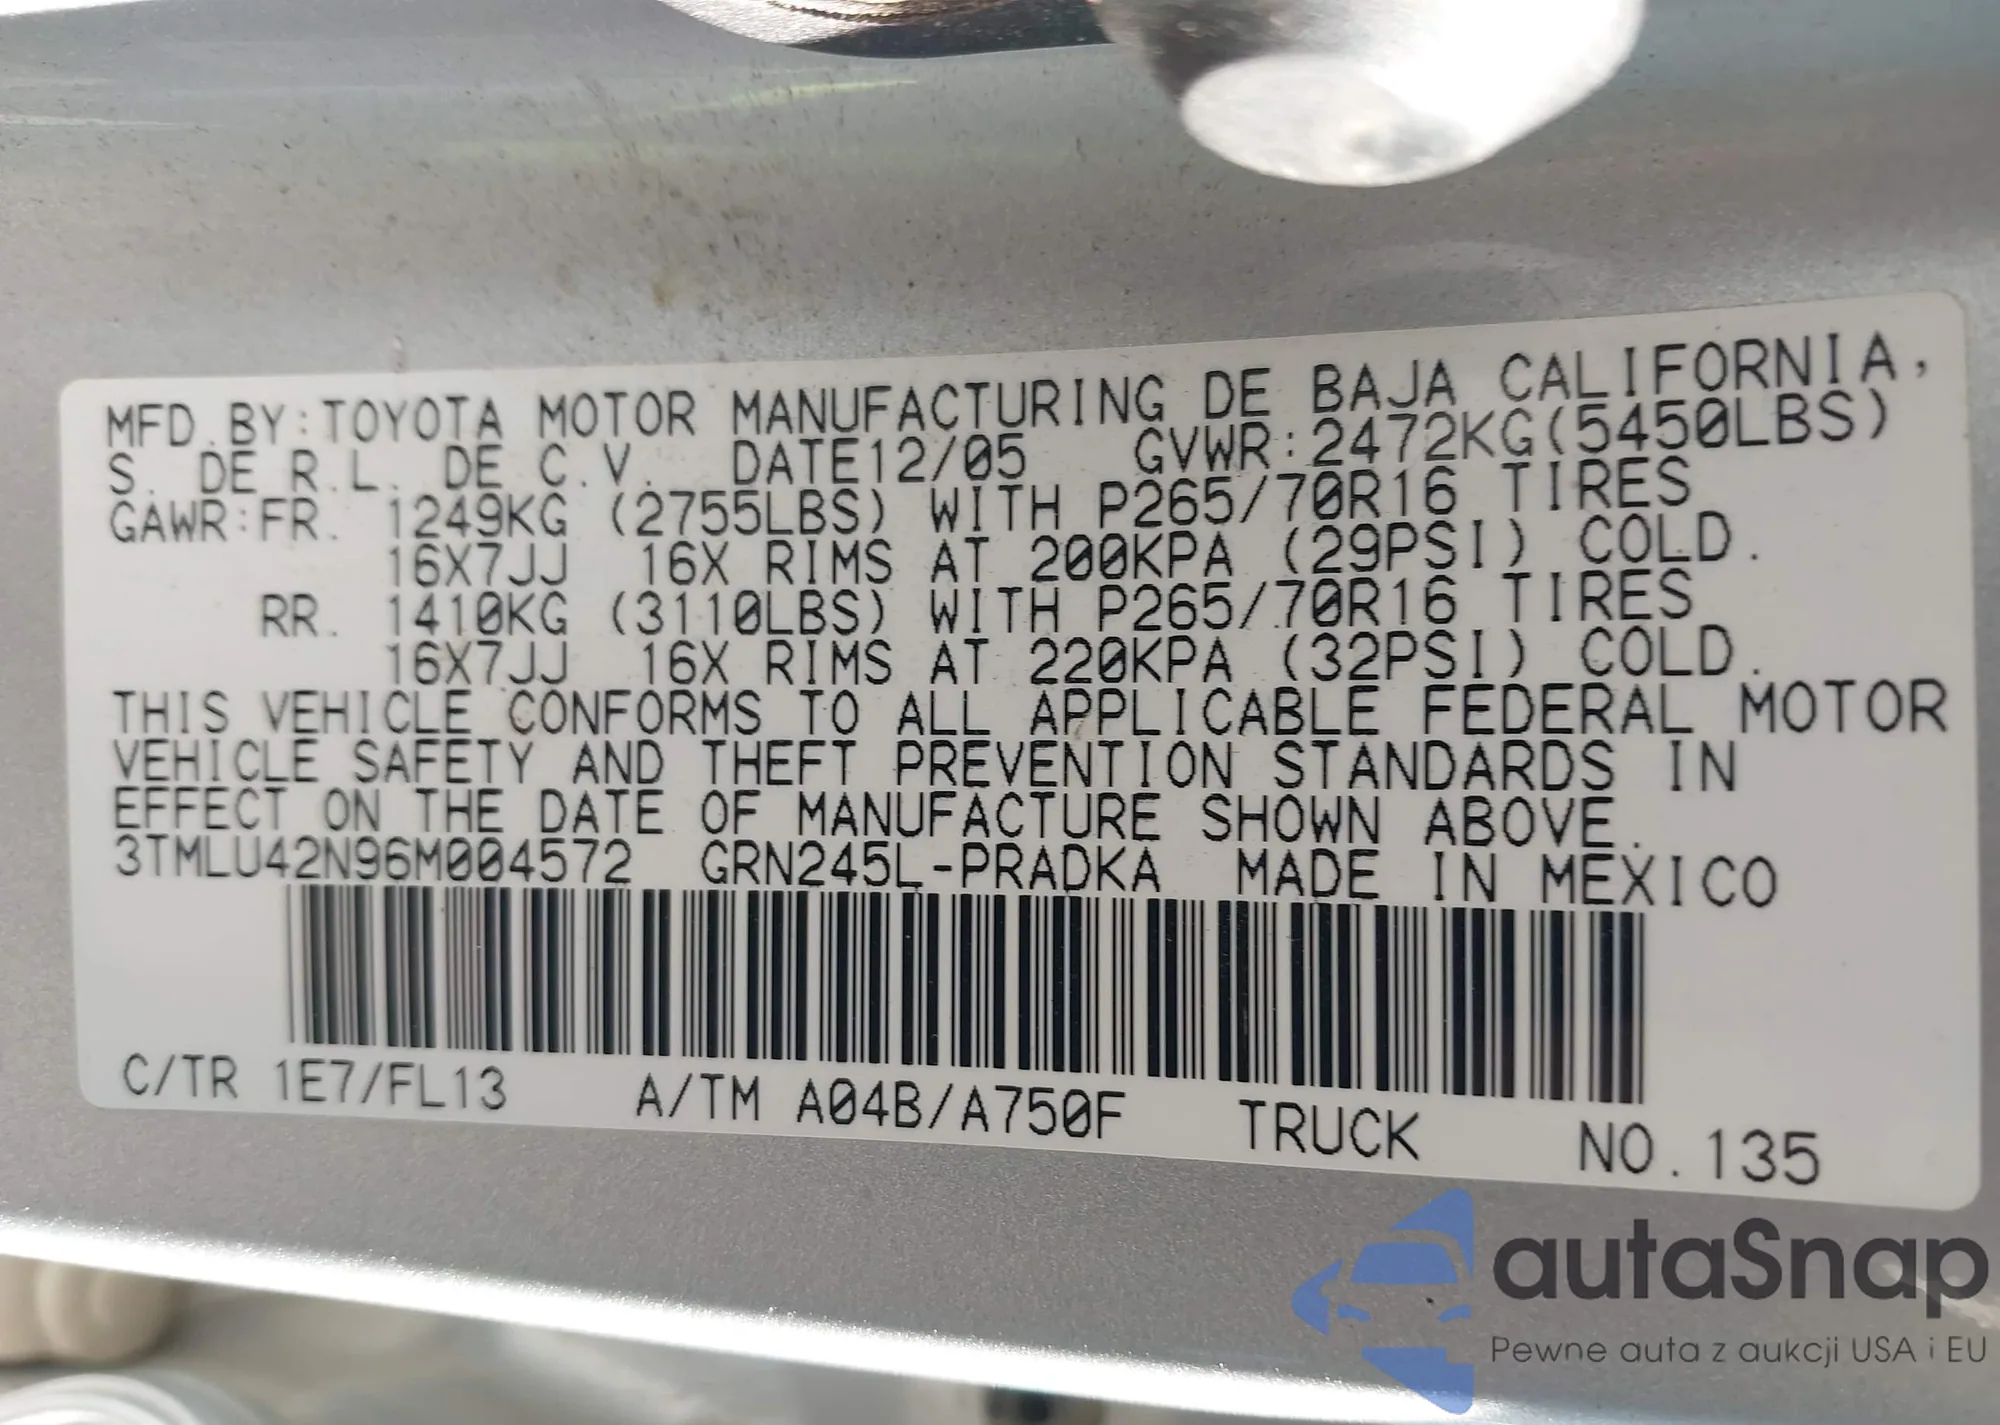 MFD.BY:TOYOTA MOTOR MANUFACTURING DE BAJA CALIFORNIA,
S. DE R.L. DE C.V. DATE12/05 GVWR:2472KG(5450LBS)
GAWR:FR. 1249KG (2755LBS) WITH P265/70R16 TIRES
16X7JJ 16X RIMS AT 200KPA (29PSI) COLD.
RR. 1410KG (3110LBS) WITH P265/70R16 TIRES
16X7JJ 16X RIMS AT 220KPA (32PSI) COLD.
THIS VEHICLE CONFORMS TO ALL APPLICABLE FEDERAL MOTOR
VEHICLE SAFETY AND THEFT PREVENTION STANDARDS IN
EFFECT ON THE DATE OF MANUFACTURE SHOWN ABOVE.
3TMLU42N96M004572 GRN245L-PRADKA MADE IN MEXICO
C/TR 1E7/FL13 A/TM A04B/A750F TRUCK NO.135
autaSnap
Pewne auta z aukcji USA i EU